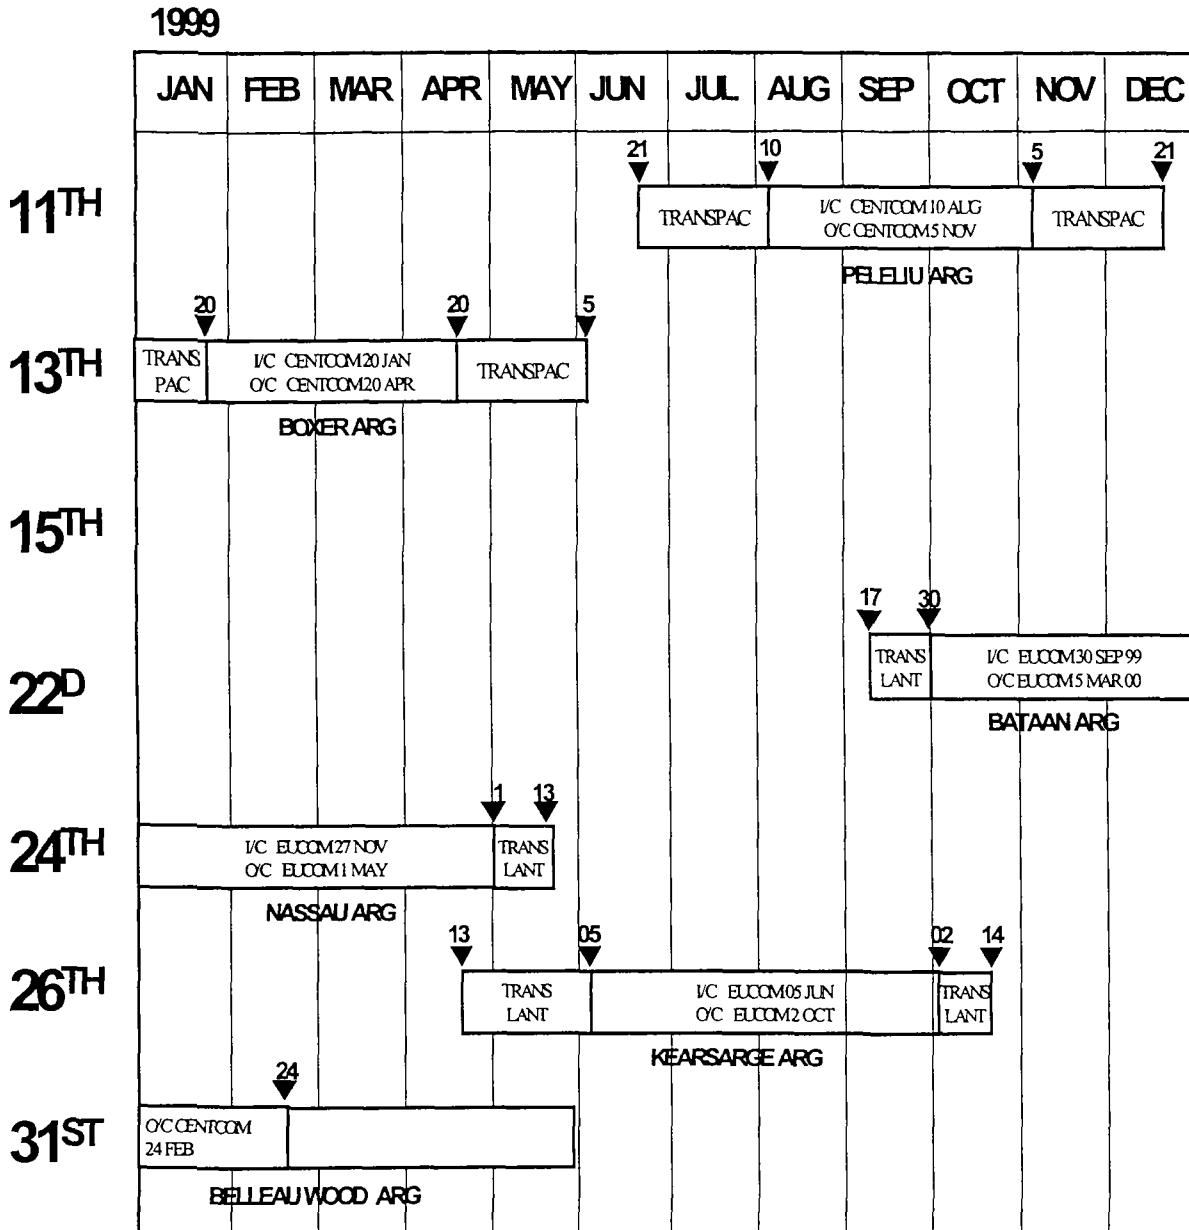 1999
JAN FEB MAR APR MAY JUN JUL AUG SEP OCT NOV DEC
21 10 5 21
11TH
TRANSPAC
I/C CENTCOM 10 AUG
O/C CENTCOM 5 NOV
TRANSPAC
PELELIU ARG
20 20 5
13TH
TRANS
PAC
I/C CENTCOM 20 JAN
O/C CENTCOM 20 APR
TRANSPAC
BOXER ARG
15TH
17 30
22D
TRANS
LANT
I/C EUCOM 30 SEP 99
O/C EUCOM 5 MAR 00
BATAAN ARG
1 13
24TH
I/C EUCOM 27 NOV
O/C EUCOM 1 MAY
TRANS
LANT
NASSAU ARG
13 05 02 14
26TH
TRANS
LANT
I/C EUCOM 05 JUN
O/C EUCOM 2 OCT
TRANS
LANT
KEARSARGE ARG
24
31ST
O/C CENTCOM
24 FEB
BELLEAU WOOD ARG